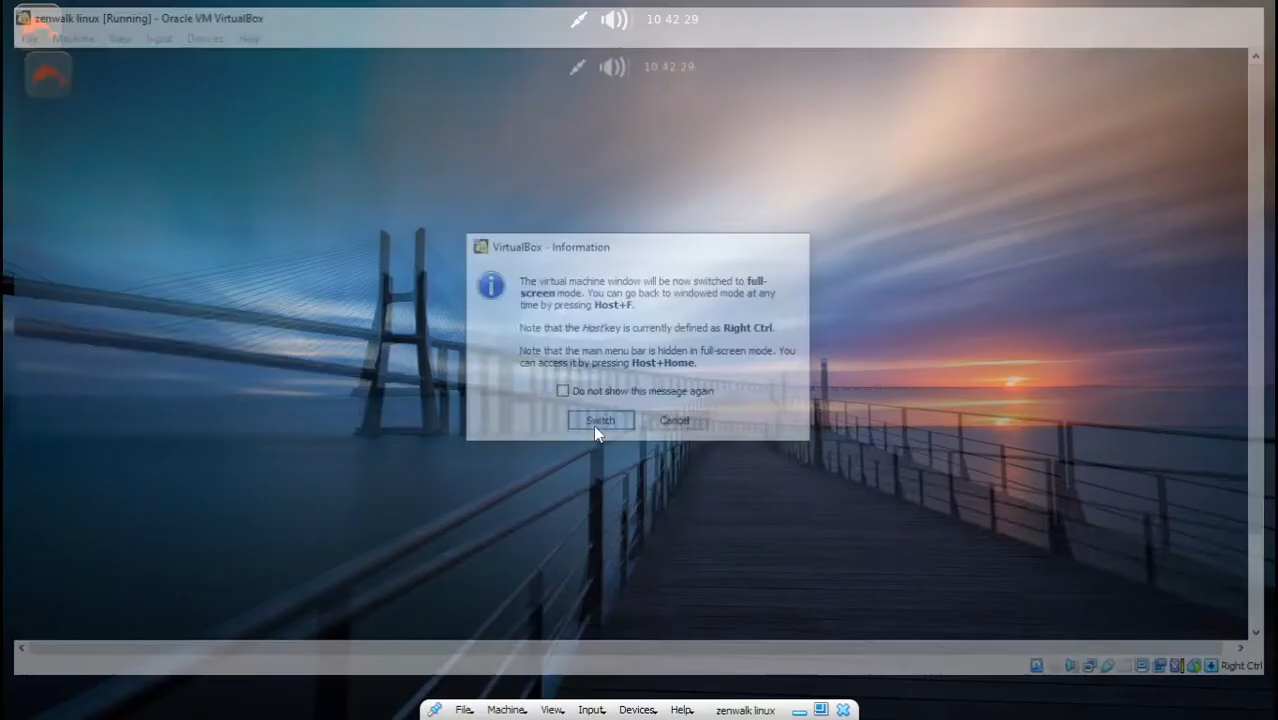 zenwalk linux [Running] - Oracle VM VirtualBox
10 42 29
File Machine View Input Devices Help
10 42 29
VirtualBox - Information
The virtual machine window will be now switched to full-
screen mode. You can go back to windowed mode at any
time by pressing Host+F.
Note that the Host key is currently defined as Right Ctrl.
Note that the main menu bar is hidden in full-screen mode. You
can access it by pressing Host+Home.
Do not show this message again
Switch Cancel
Right Ctrl
File Machine View Input Devices Help zenwalk linux